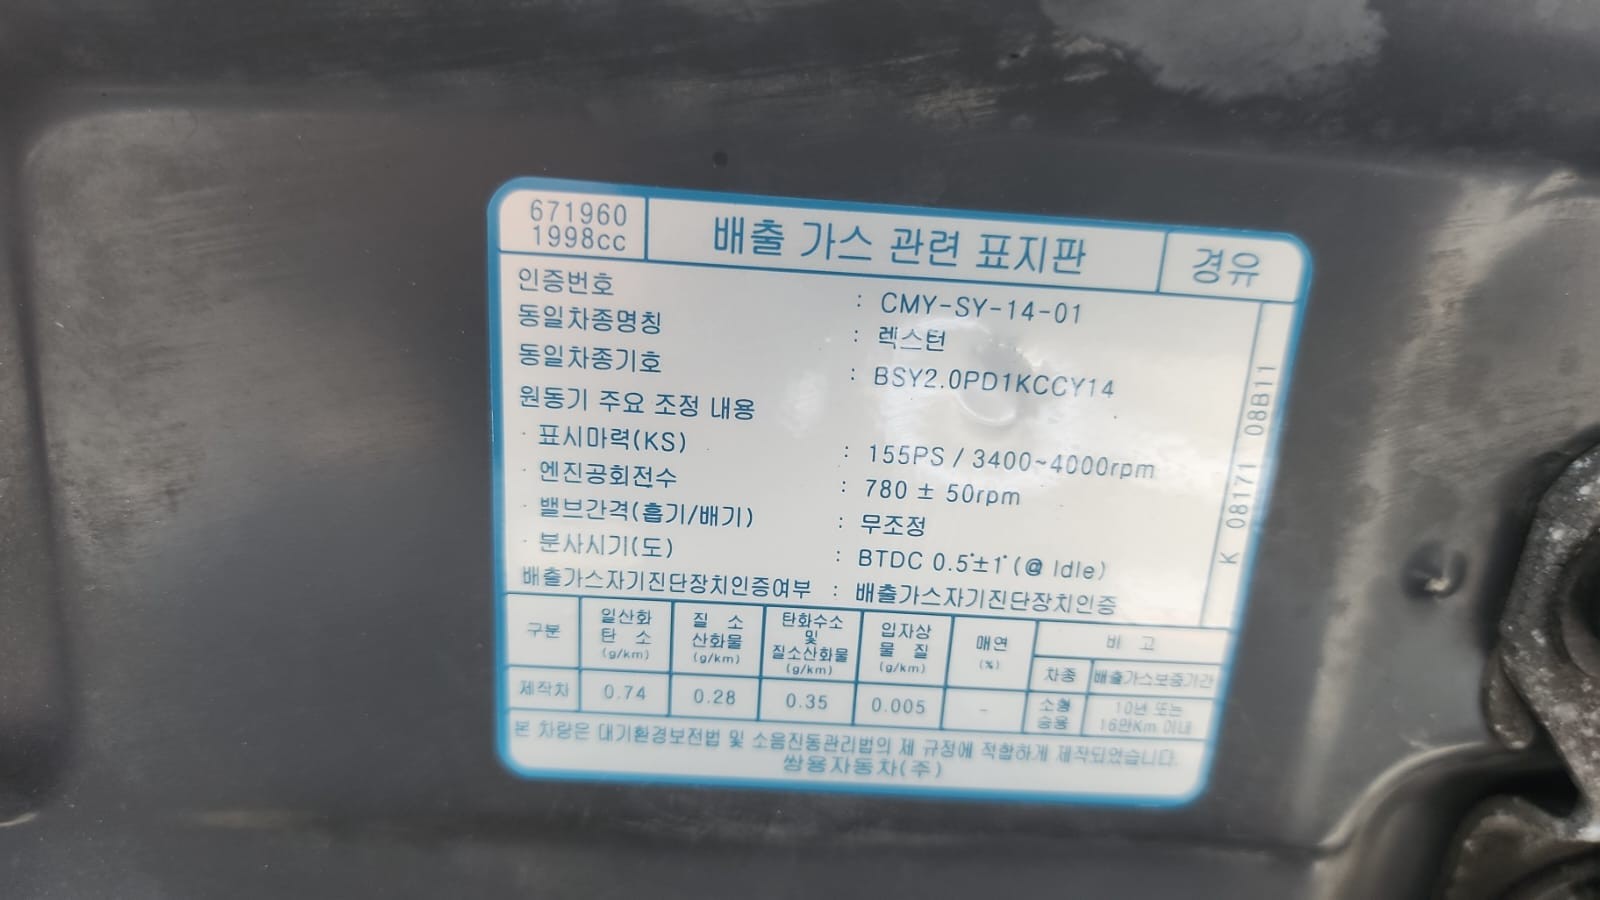 671960
1998cc
배출 가스 관련 표지판
경유
인증번호 : CMY-SY-14-01
동일차종명칭 : 렉스턴
동일차종기호 : BSY2.0PD1KCCY14
원동기 주요 조정 내용
· 표시마력(KS) : 155PS / 3400~4000rpm
· 엔진공회전수 : 780 ± 50rpm
· 밸브간격(흡기/배기) : 무조정
· 분사시기(도) : BTDC 0.5°±1°(@ Idle)
배출가스자기진단장치인증여부 : 배출가스자기진단장치인증
K 08171 08B11
구분
일산화
탄 소
(g/km)
질 소
산화물
(g/km)
탄화수소
및
질소산화물
(g/km)
입자상
물 질
(g/km)
매연
(%)
비 고
차종
배출가스보증기간
제작차
0.74
0.28
0.35
0.005
-
소형
승용
10년 또는
16만Km 이내
본 차량은 대기환경보전법 및 소음진동관리법의 제 규정에 적합하게 제작되었습니다.
쌍용자동차(주)